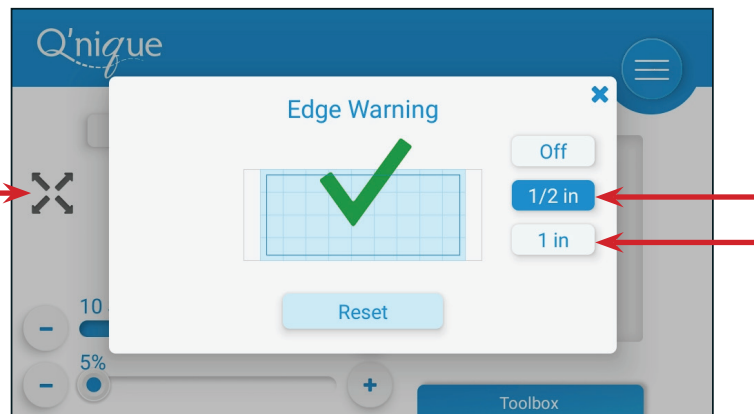 Q'nique
Edge Warning
Off
1/2 in
1 in
Reset
10
5%
Toolbox